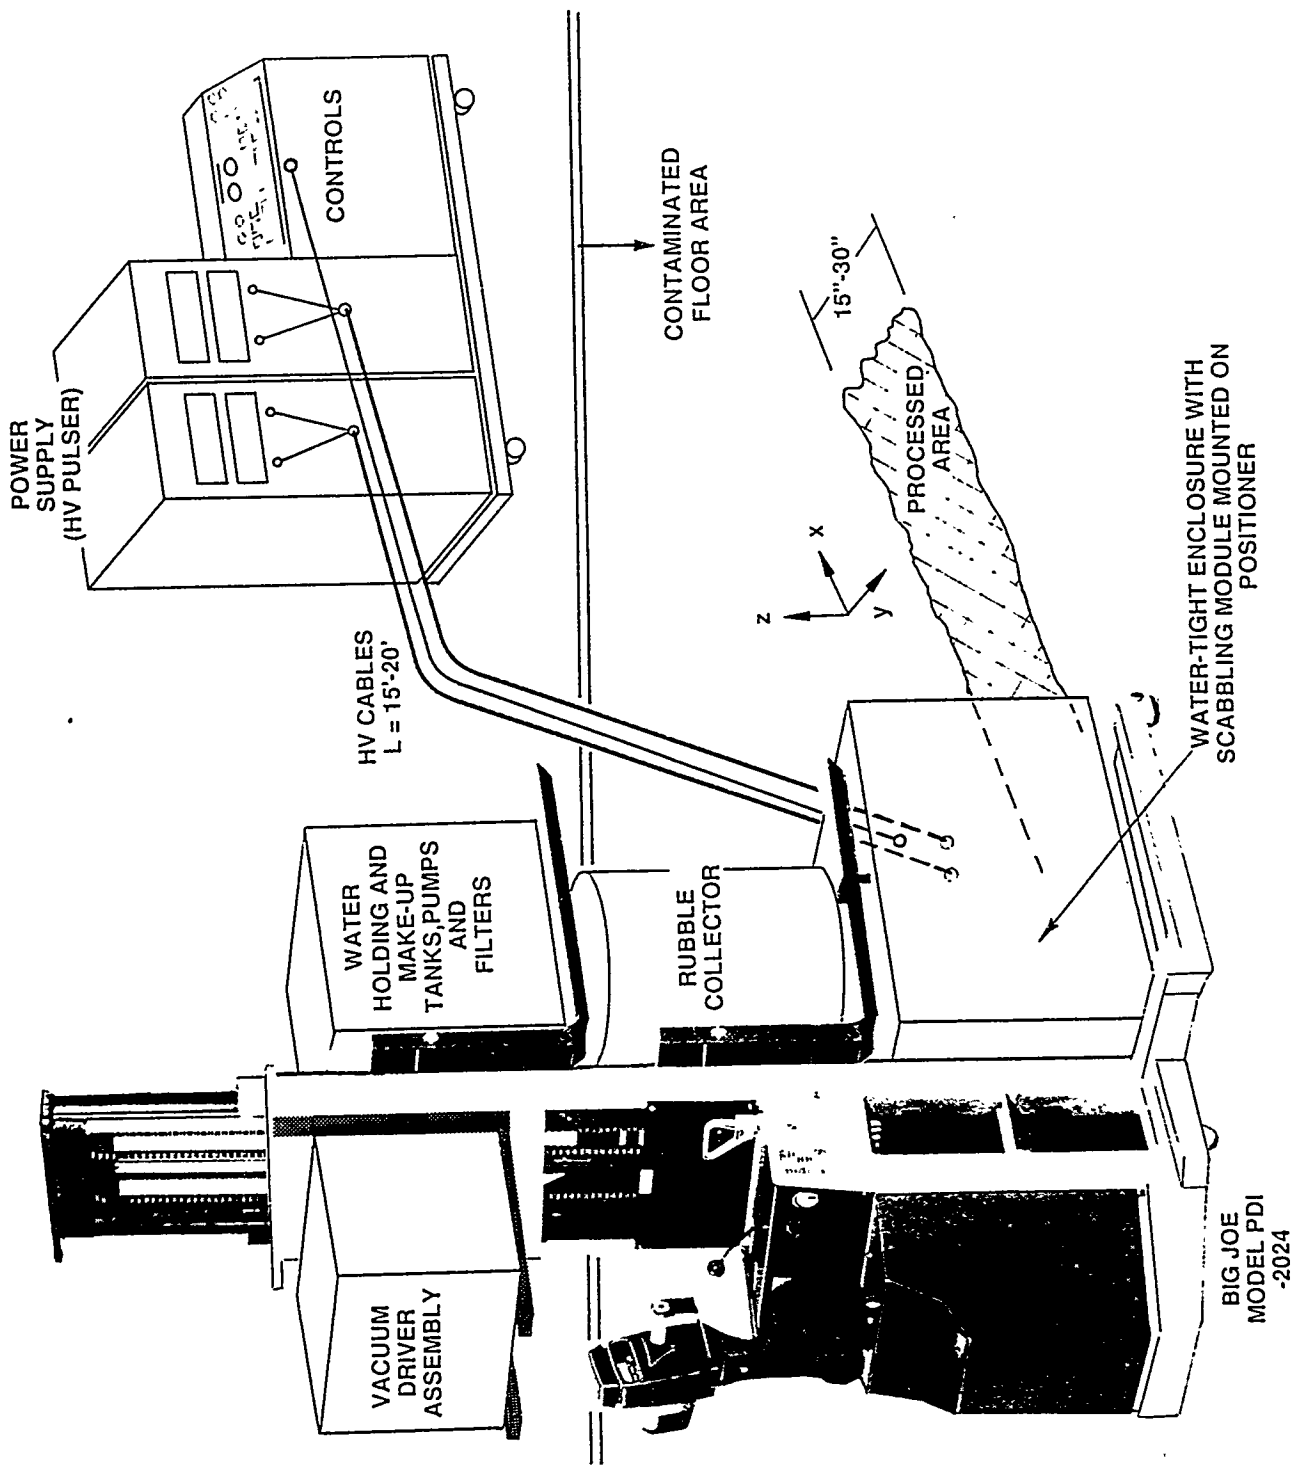 POWER
SUPPLY
(HV PULSER)
CONTROLS
HV CABLES
L = 15'-20'
CONTAMINATED
FLOOR AREA
WATER
HOLDING AND
MAKE-UP
TANKS,PUMPS
AND
FILTERS
VACUUM
DRIVER
ASSEMBLY
RUBBLE
COLLECTOR
15"-30"
PROCESSED
AREA
z
x
y
WATER-TIGHT ENCLOSURE WITH
SCABBLING MODULE MOUNTED ON
POSITIONER
BIG JOE
MODEL PDI
-2024